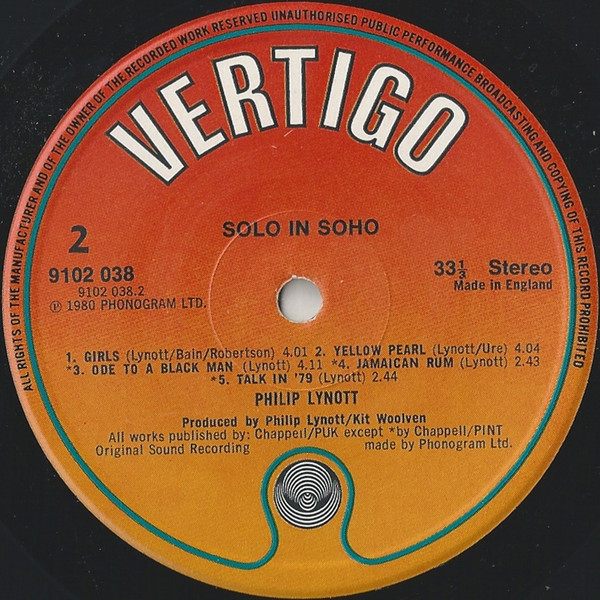 ALL RIGHTS OF THE MANUFACTURER AND OF THE OWNER OF THE RECORDED WORK RESERVED UNAUTHORISED PUBLIC PERFORMANCE BROADCASTING AND COPYING OF THIS RECORD PROHIBITED
VERTIGO
SOLO IN SOHO
2
9102 038
9102 038.2
℗ 1980 PHONOGRAM LTD.
33⅓ Stereo
Made in England
1. GIRLS (Lynott/Bain/Robertson) 4.01 2. YELLOW PEARL (Lynott/Ure) 4.04
*3. ODE TO A BLACK MAN (Lynott) 4.11 *4. JAMAICAN RUM (Lynott) 2.43
*5. TALK IN '79 (Lynott) 2.44
PHILIP LYNOTT
Produced by Philip Lynott/Kit Woolven
All works published by: Chappell/PUK except *by Chappell/PINT
Original Sound Recording made by Phonogram Ltd.